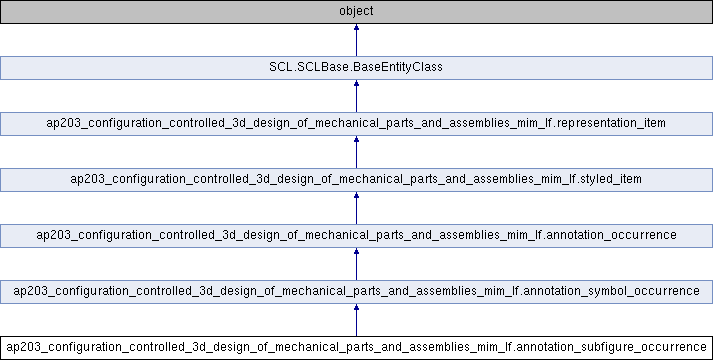 object
SCL.SCLBase.BaseEntityClass
ap203_configuration_controlled_3d_design_of_mechanical_parts_and_assemblies_mim_lf.representation_item
ap203_configuration_controlled_3d_design_of_mechanical_parts_and_assemblies_mim_lf.styled_item
ap203_configuration_controlled_3d_design_of_mechanical_parts_and_assemblies_mim_lf.annotation_occurrence
ap203_configuration_controlled_3d_design_of_mechanical_parts_and_assemblies_mim_lf.annotation_symbol_occurrence
ap203_configuration_controlled_3d_design_of_mechanical_parts_and_assemblies_mim_lf.annotation_subfigure_occurrence